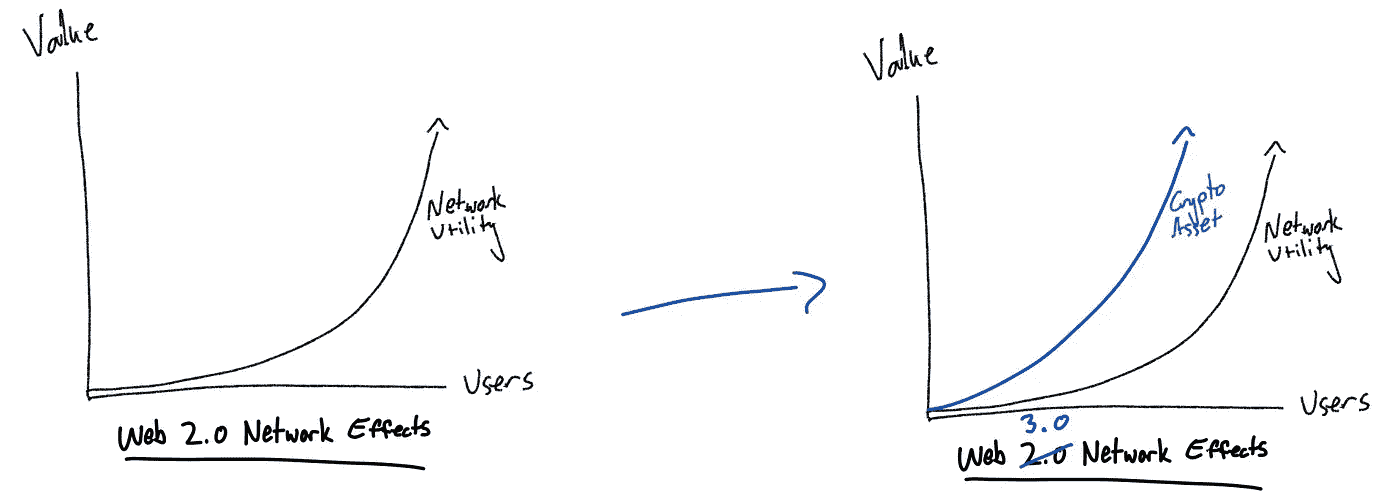 Value
Network
Utility
Users
Web 2.0 Network Effects
Value
Crypto
Asset
Network
Utility
Users
3.0
Web 2.0 Network Effects